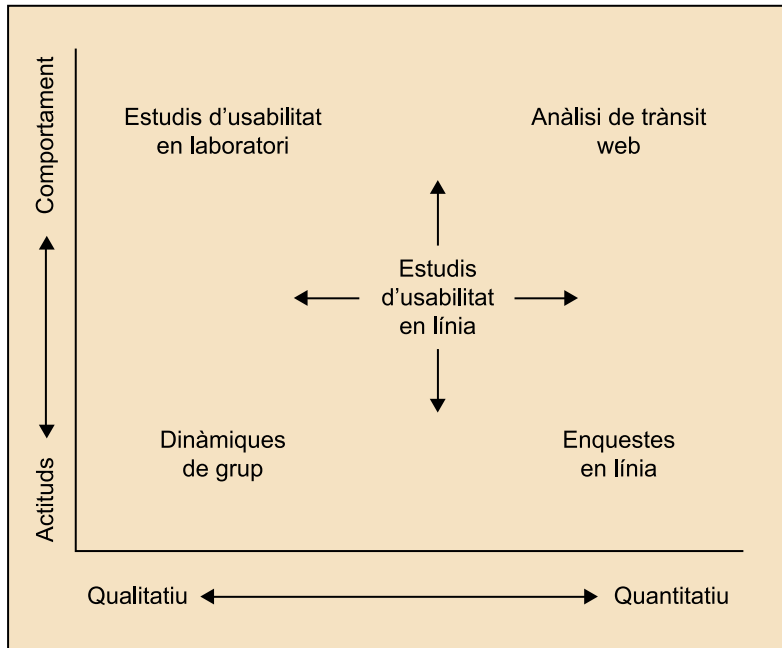 Comportament
Actituds
Estudis d'usabilitat
en laboratori
Anàlisi de trànsit
web
Estudis
d'usabilitat
en línia
Dinàmiques
de grup
Enquestes
en línia
Qualitatiu
Quantitatiu